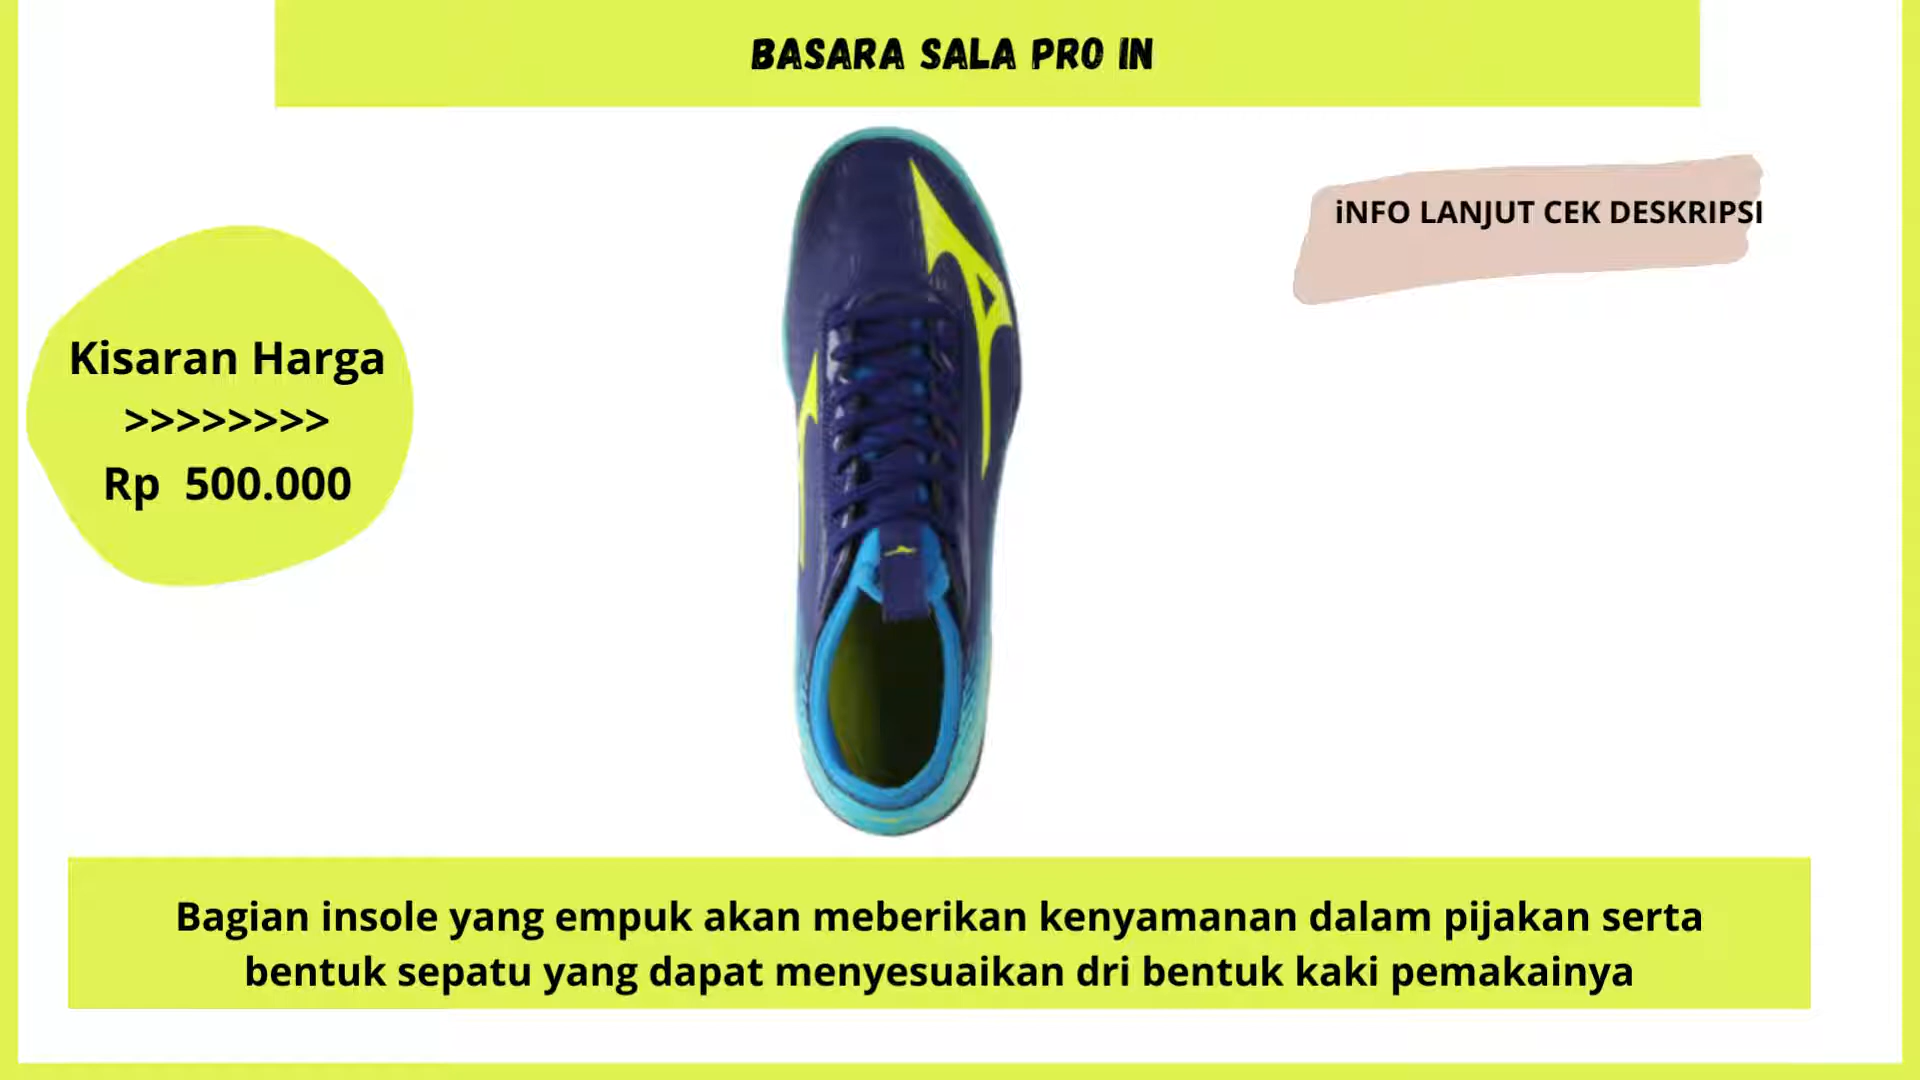 BASARA SALA PRO IN
iNFO LANJUT CEK DESKRIPSI
Kisaran Harga
>>>>>>>>
Rp 500.000
Bagian insole yang empuk akan meberikan kenyamanan dalam pijakan serta
bentuk sepatu yang dapat menyesuaikan dri bentuk kaki pemakainya